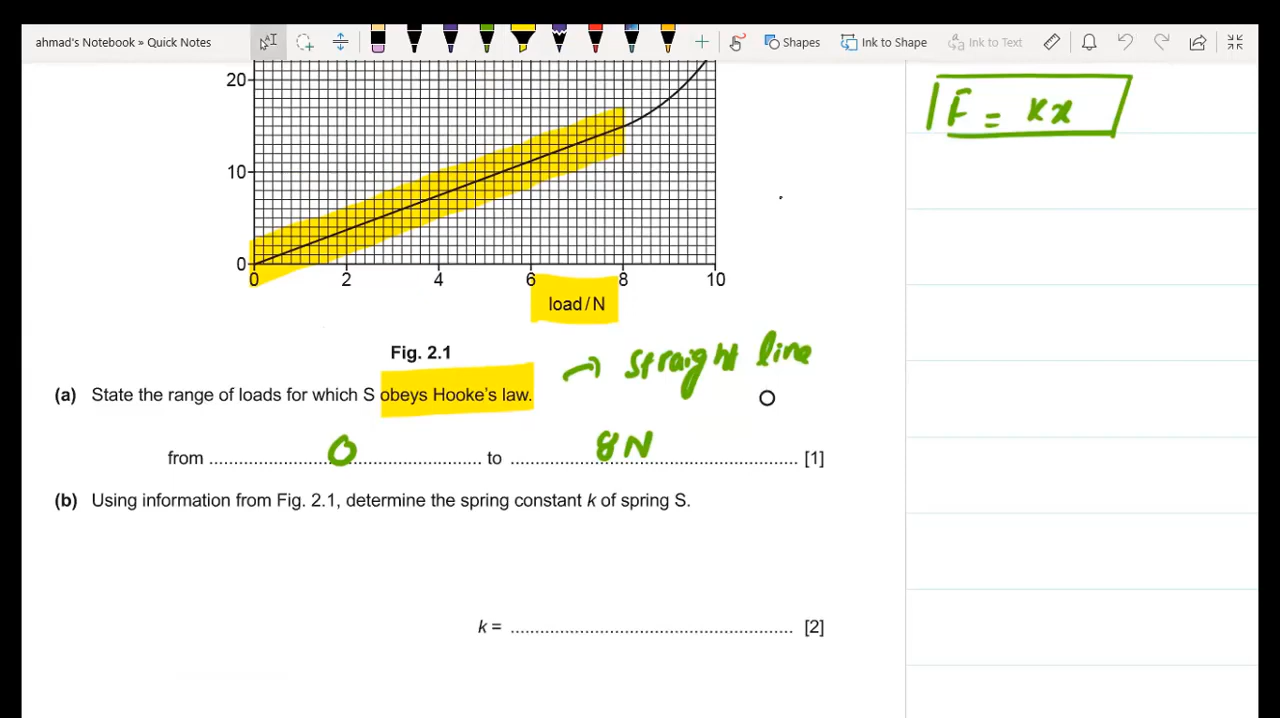 ahmad's Notebook » Quick Notes
Shapes
Ink to Shape
Ink to Text
F = kx
20
10
0
0 2 4 6 8 10
load/N
Fig. 2.1
→ straight line
(a) State the range of loads for which S obeys Hooke's law.
from ........ 0 ........ to ........ 8N ........ [1]
(b) Using information from Fig. 2.1, determine the spring constant k of spring S.
k = ................ [2]